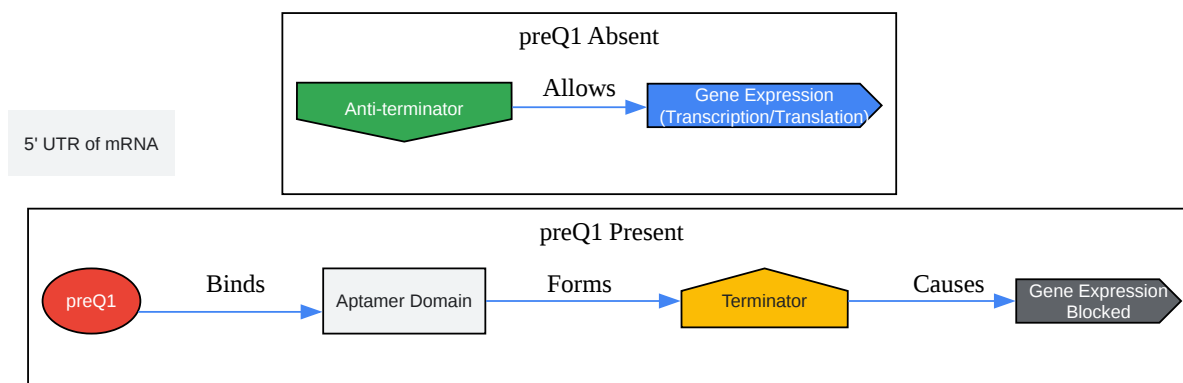 preQ1 Absent
Anti-terminator
Allows
Gene Expression
(Transcription/Translation)
5' UTR of mRNA
preQ1 Present
preQ1
Binds
Aptamer Domain
Forms
Terminator
Causes
Gene Expression
Blocked